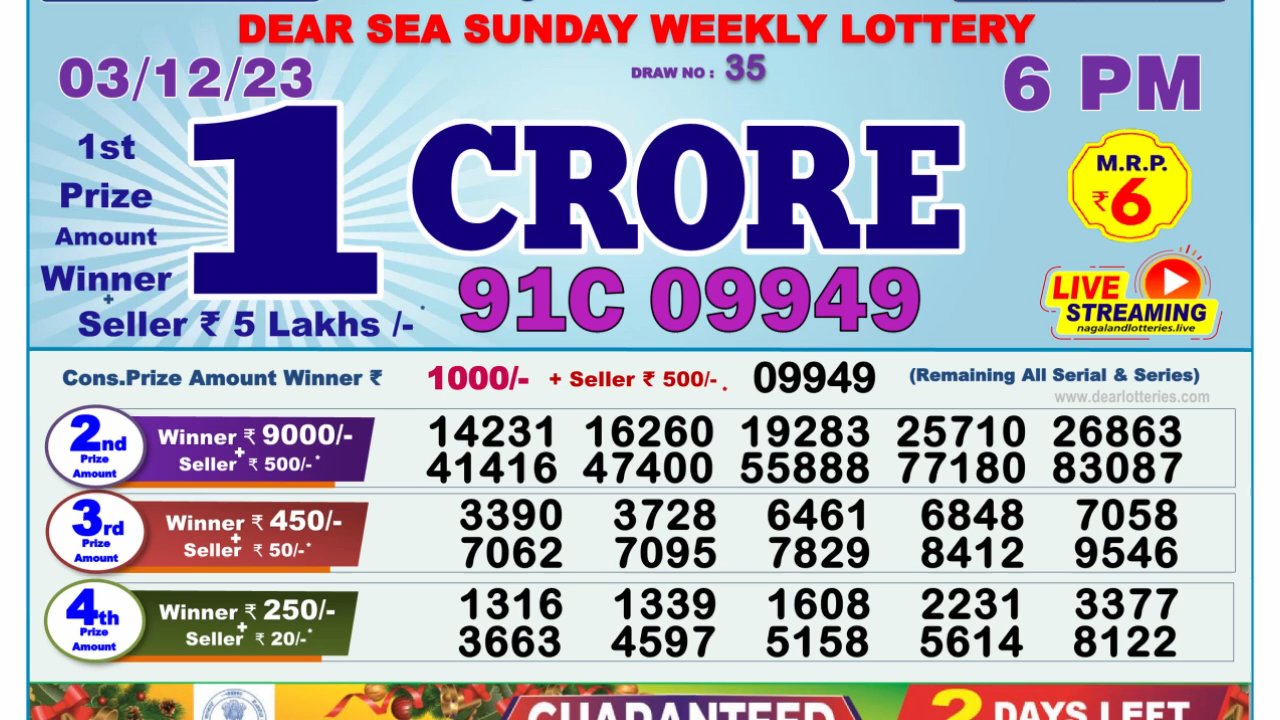 DEAR SEA SUNDAY WEEKLY LOTTERY
03/12/23
DRAW NO : 35
6 PM
1st
Prize
Amount
Winner
+
Seller ₹ 5 Lakhs /- *
1 CRORE
91C 09949
M.R.P.
₹6
LIVE
STREAMING
nagalandlotteries.live
Cons.Prize Amount Winner ₹ 1000/- + Seller ₹ 500/- . 09949 (Remaining All Serial & Series)
www.dearlotteries.com
2nd
Prize
Amount
Winner ₹ 9000/-
+
Seller ₹ 500/-*
14231 16260 19283 25710 26863
41416 47400 55888 77180 83087
3rd
Prize
Amount
Winner ₹ 450/-
+
Seller ₹ 50/-*
3390 3728 6461 6848 7058
7062 7095 7829 8412 9546
4th
Prize
Amount
Winner ₹ 250/-
+
Seller ₹ 20/-*
1316 1339 1608 2231 3377
3663 4597 5158 5614 8122
GUARANTEED
2 DAYS LEFT